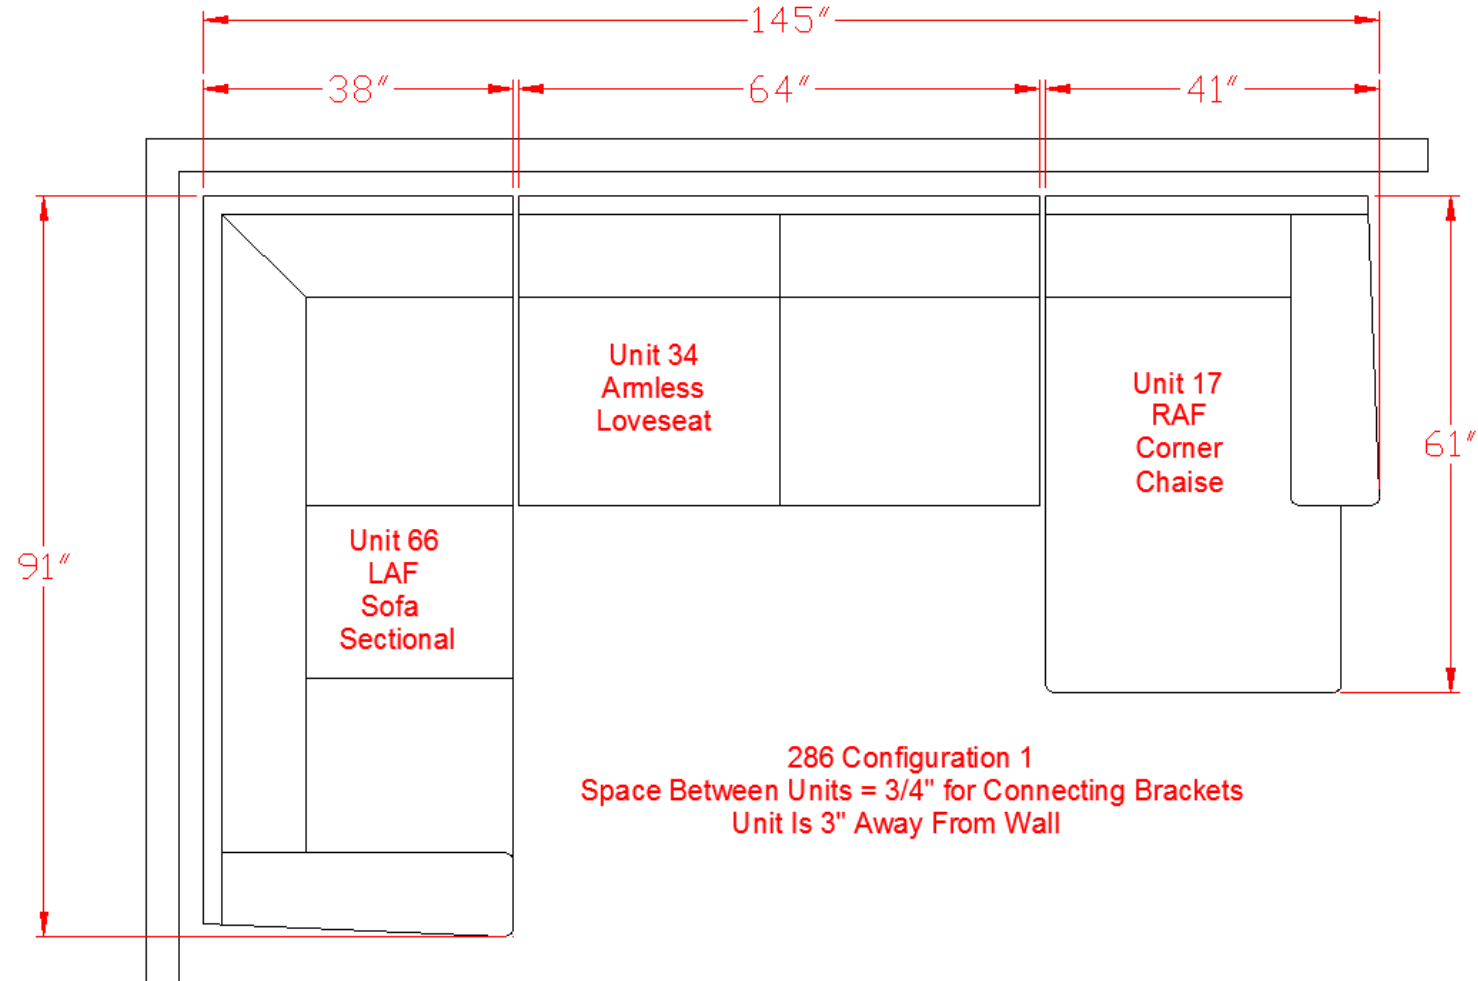 145"
38"
64"
41"
Unit 34
Armless
Loveseat
Unit 17
RAF
Corner
Chaise
61"
Unit 66
LAF
Sofa
Sectional
91"
286 Configuration 1
Space Between Units = 3/4" for Connecting Brackets
Unit Is 3" Away From Wall